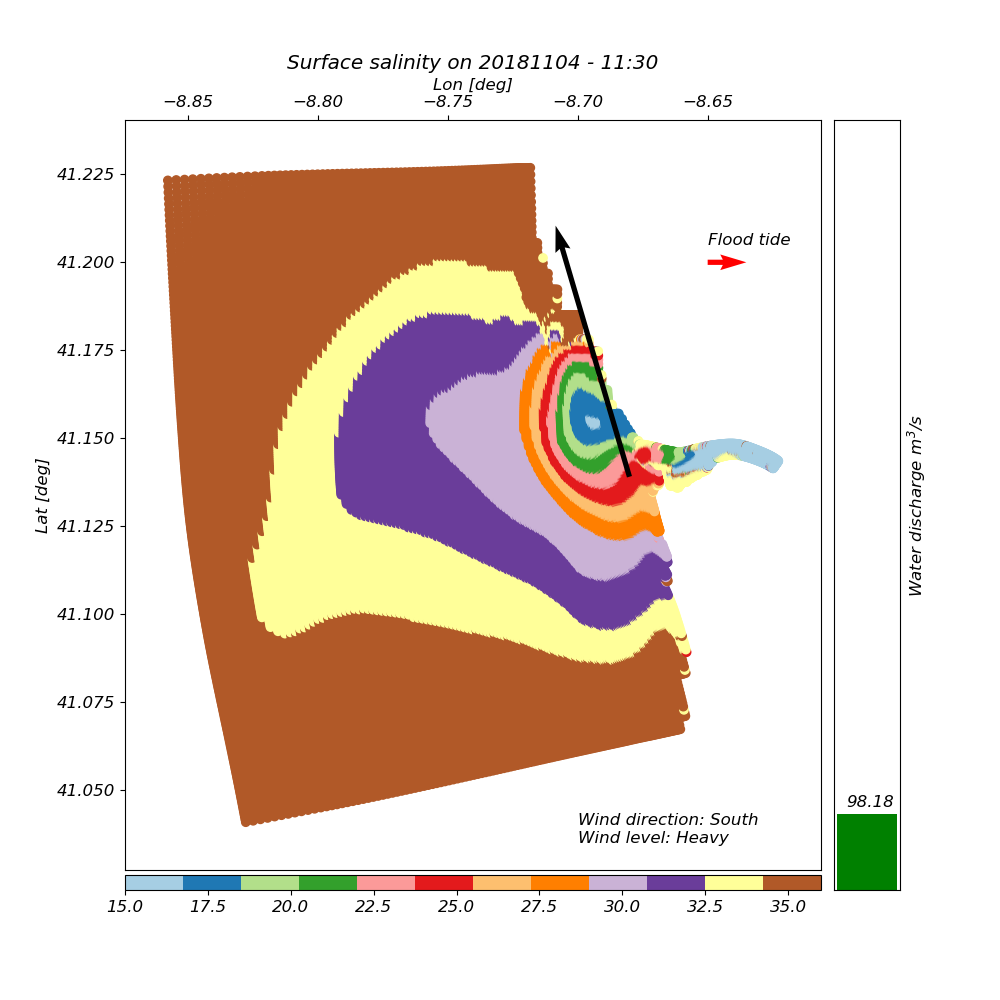 Surface salinity on 20181104 - 11:30
Lon [deg]
−8.85 −8.80 −8.75 −8.70 −8.65
41.225
41.200
41.175
41.150
41.125
41.100
41.075
41.050
Lat [deg]
Flood tide
Wind direction: South
Wind level: Heavy
15.0 17.5 20.0 22.5 25.0 27.5 30.0 32.5 35.0
98.18
Water discharge m³/s